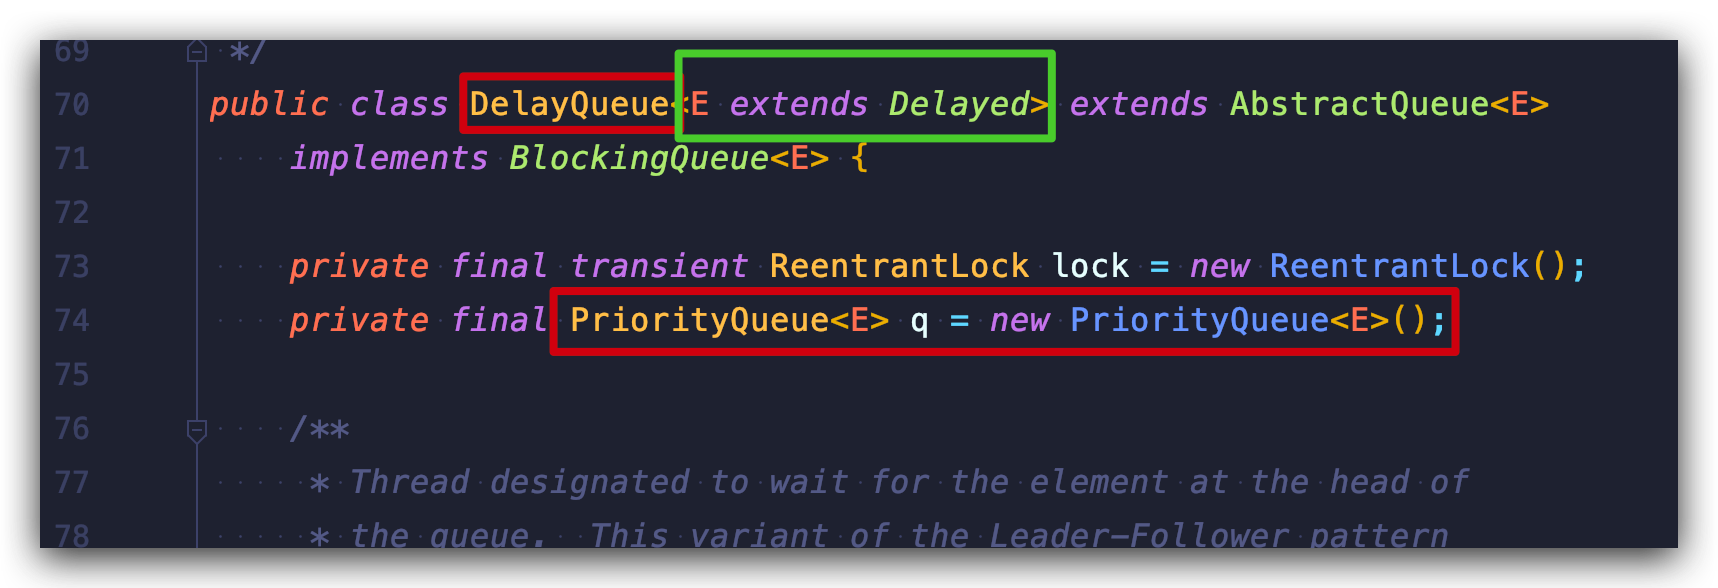 69 */
70 public class DelayQueue<E extends Delayed> extends AbstractQueue<E>
71     implements BlockingQueue<E> {
72
73     private final transient ReentrantLock lock = new ReentrantLock();
74     private final PriorityQueue<E> q = new PriorityQueue<E>();
75
76     /**
77      * Thread designated to wait for the element at the head of
78      * the queue.  This variant of the Leader-Follower pattern